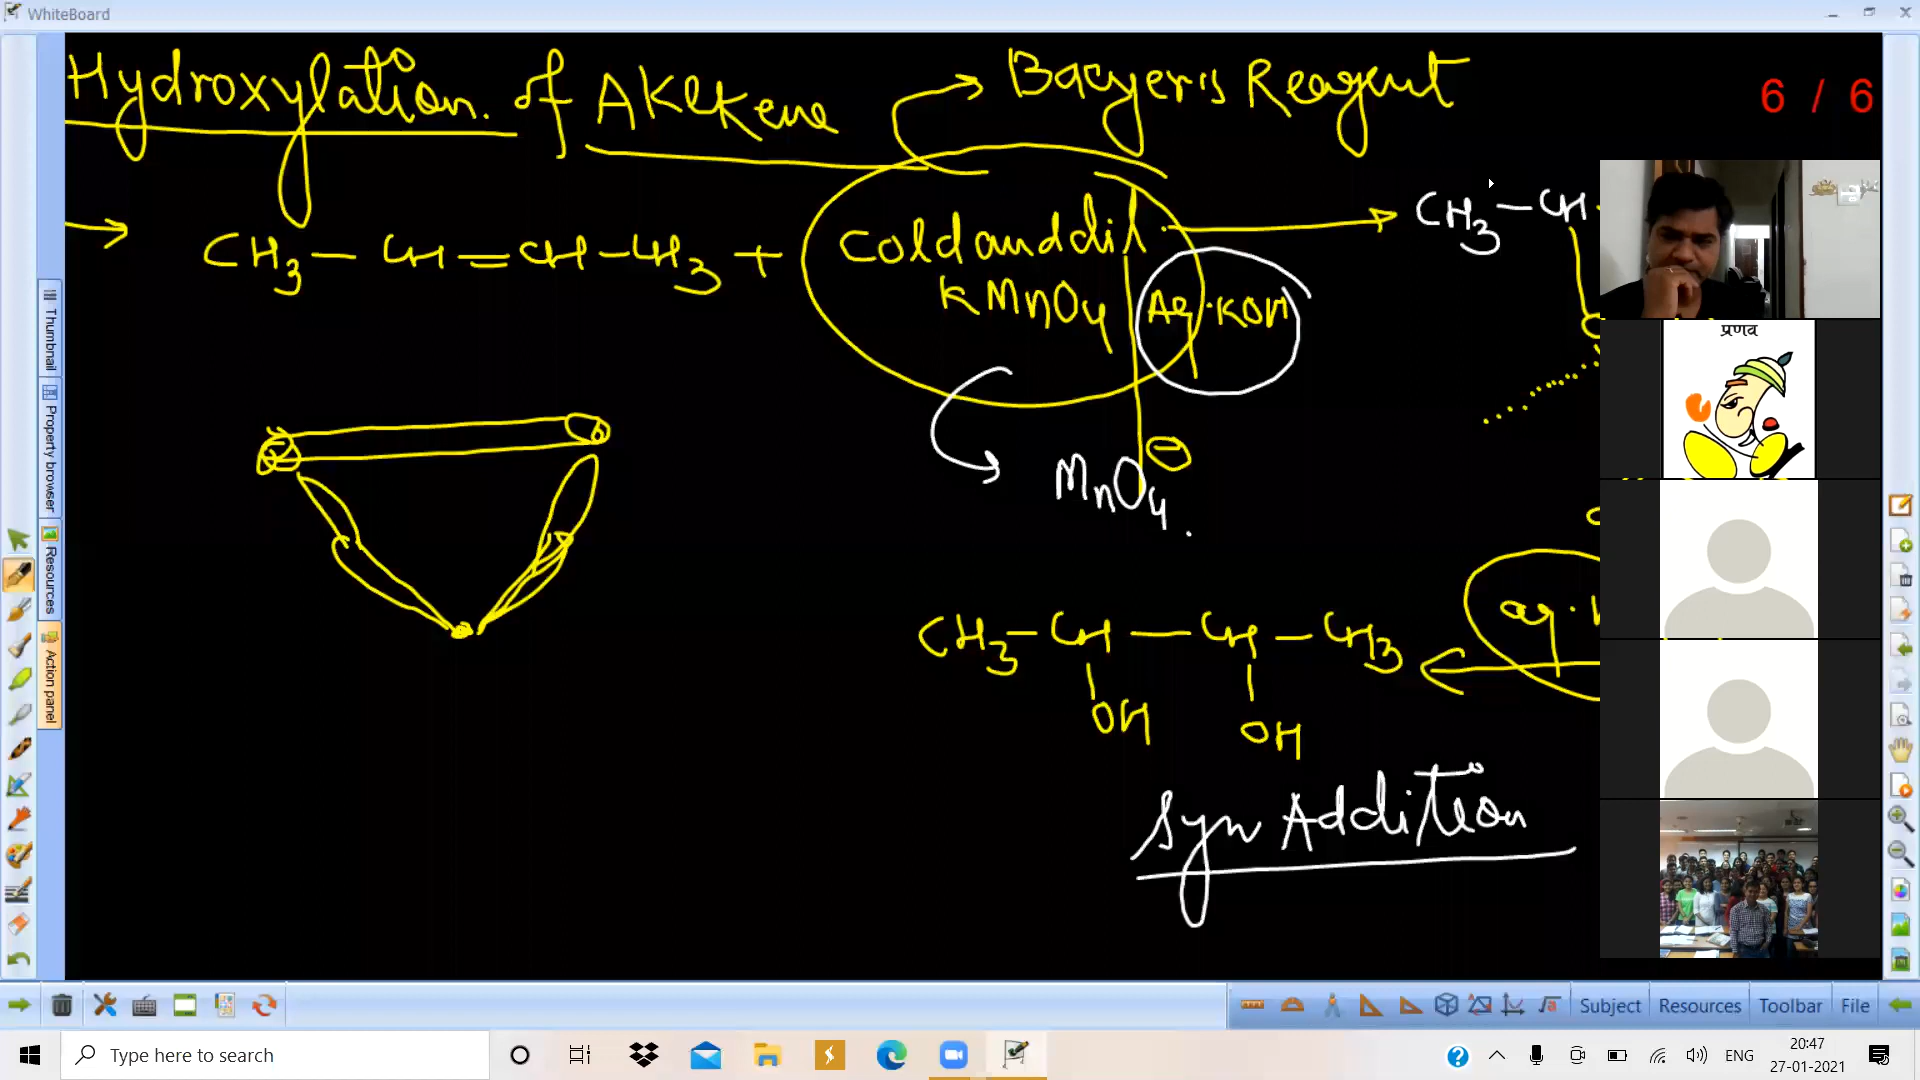 WhiteBoard
Hydroxylation. of AKlKene
Baeyer's Reagent
6 / 6
→ CH3 — CH = CH — CH3 +
Cold and dil
KMnO4
Aq. KOH
CH3 — CH
MnO4 ⊖
प्रणव
CH3 — CH — CH — CH3
OH OH
aq.
Syn Addition
Thumbnail
Property browser
Resources
Action panel
Subject Resources Toolbar File
Type here to search
ENG
20:47
27-01-2021